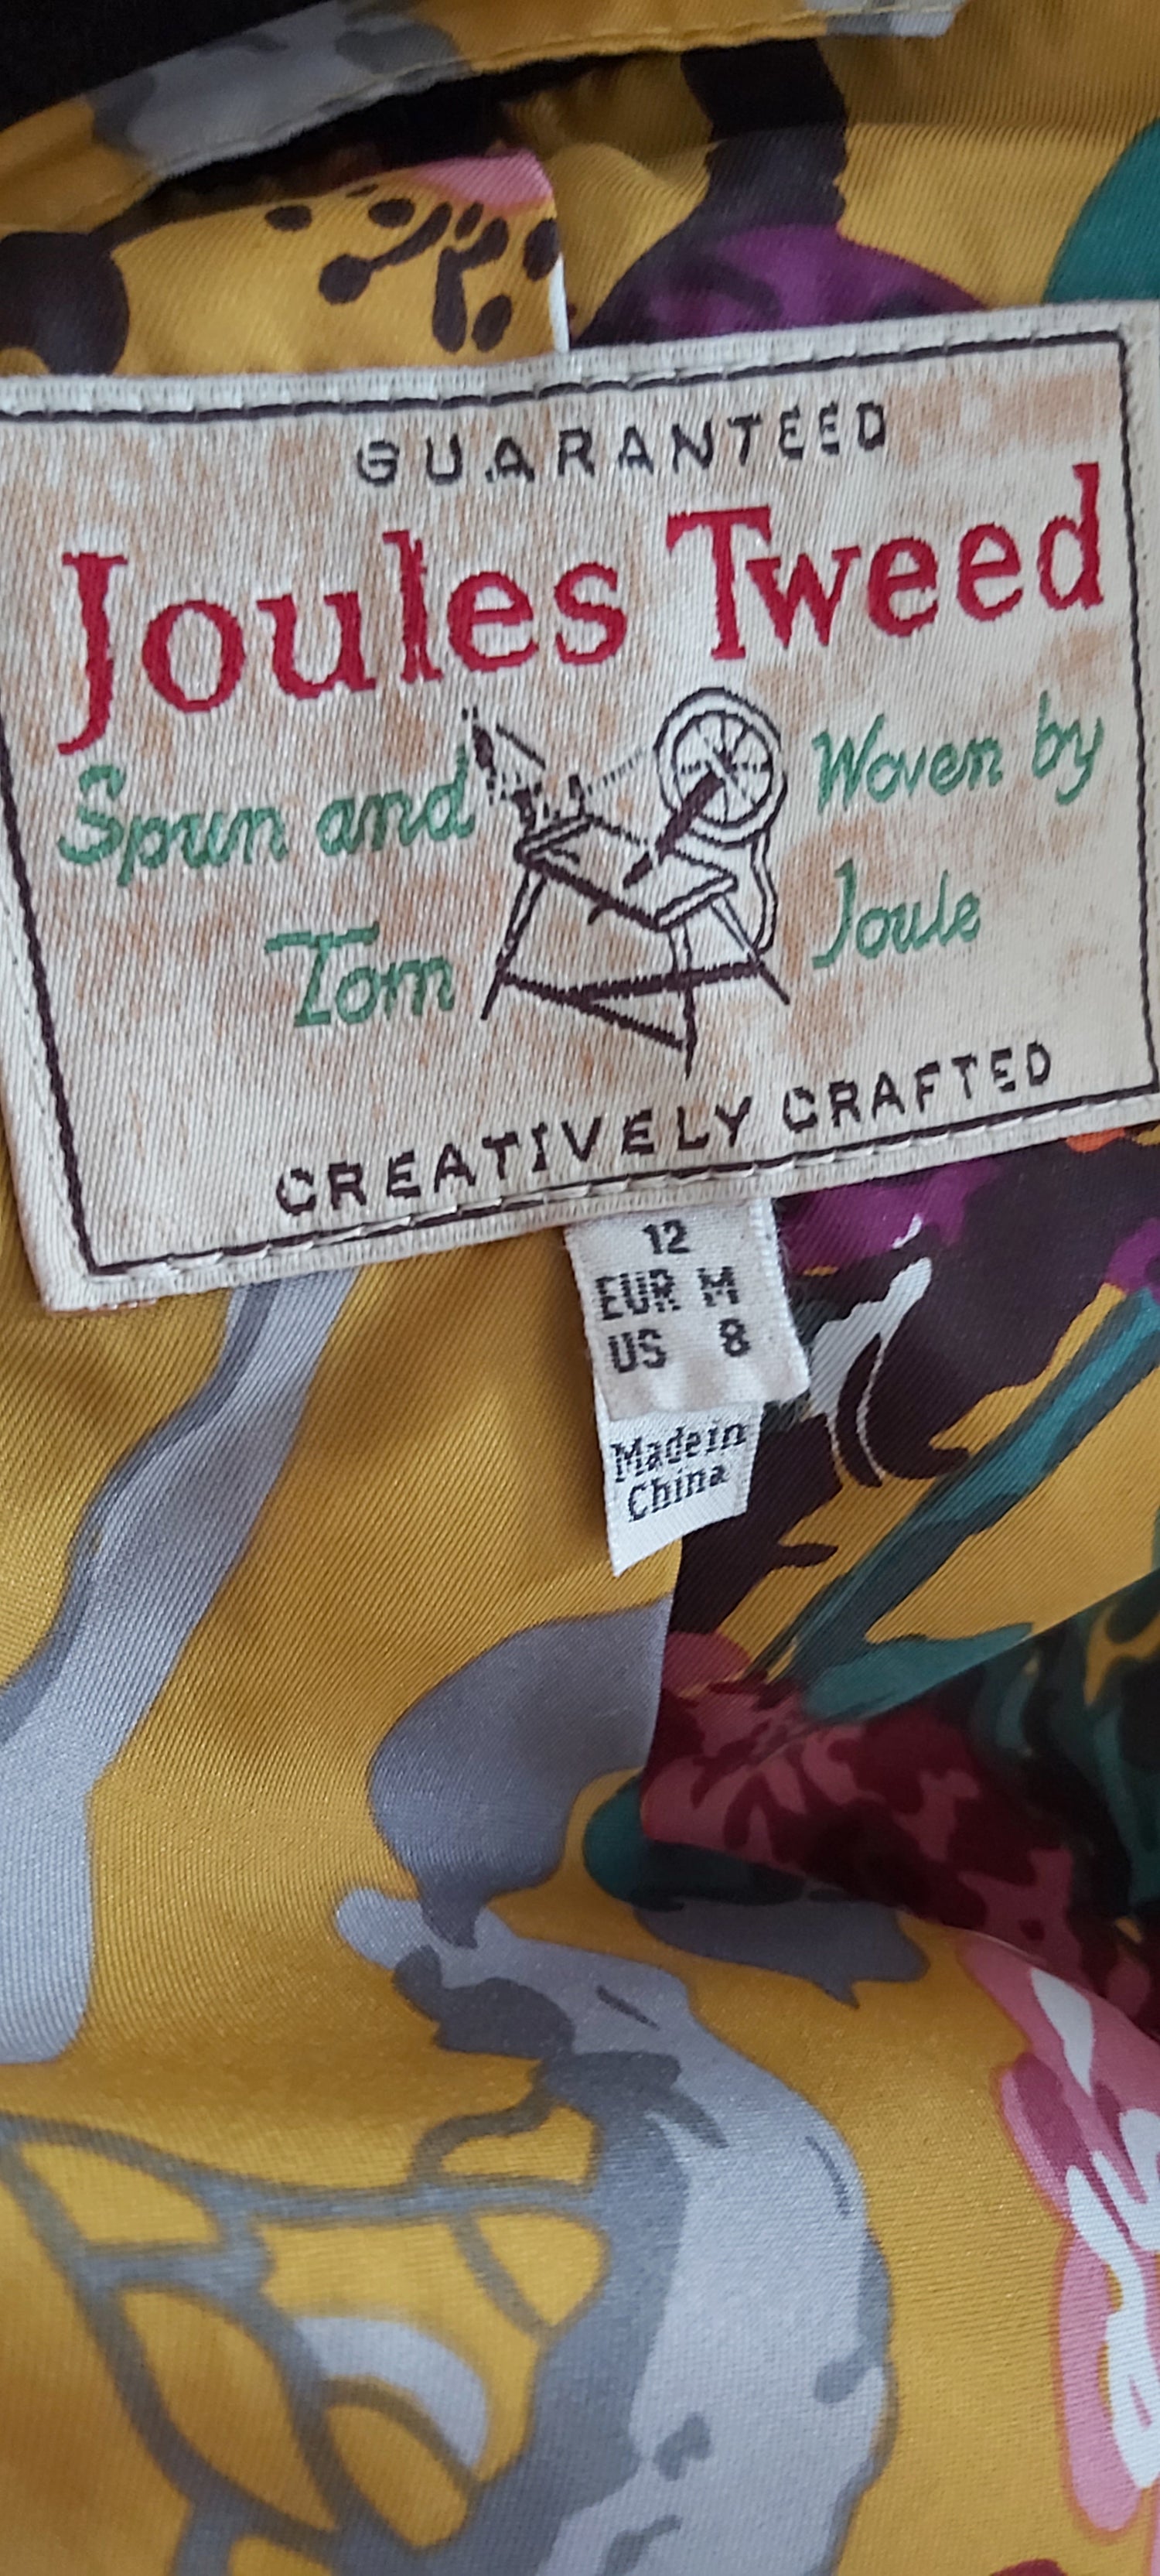 GUARANTEED
Joules Tweed
Spun and Woven by
Tom Joule
CREATIVELY CRAFTED
12
EUR M
US 8
Made in
China